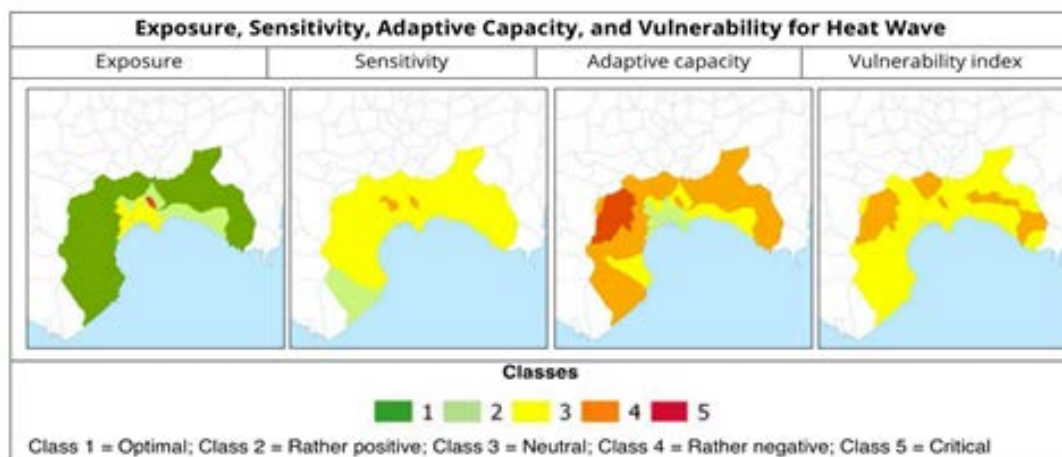 Exposure, Sensitivity, Adaptive Capacity, and Vulnerability for Heat Wave
Exposure Sensitivity Adaptive capacity Vulnerability index
Classes
1 2 3 4 5
Class 1 = Optimal; Class 2 = Rather positive; Class 3 = Neutral; Class 4 = Rather negative; Class 5 = Critical